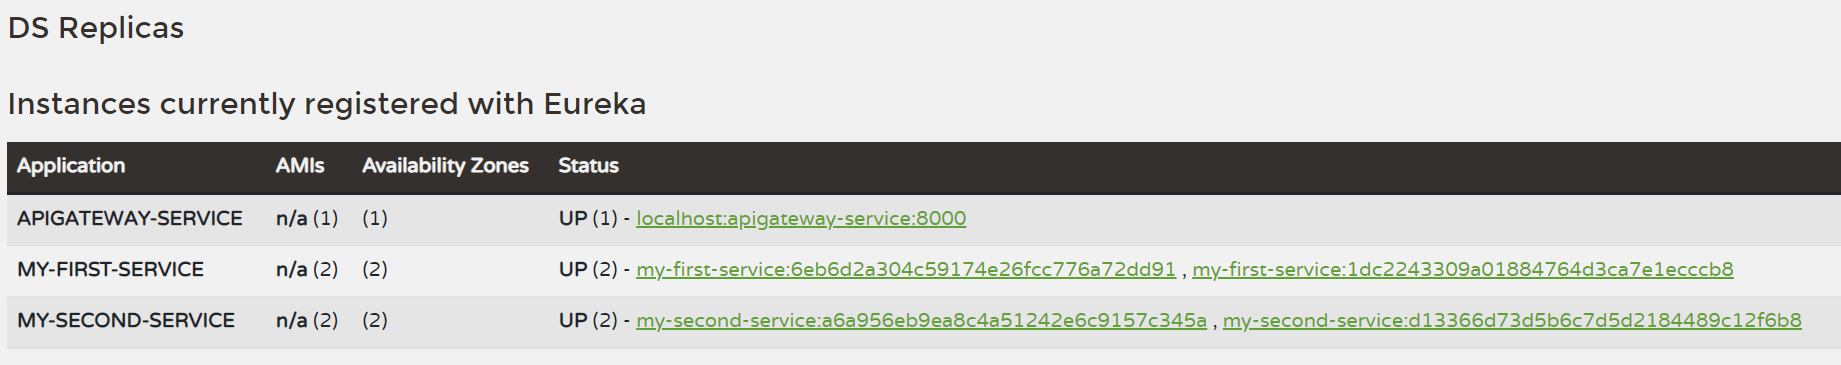 DS Replicas
Instances currently registered with Eureka
Application AMIs Availability Zones Status
APIGATEWAY-SERVICE n/a (1) (1) UP (1) - localhost:apigateway-service:8000
MY-FIRST-SERVICE n/a (2) (2) UP (2) - my-first-service:6eb6d2a304c59174e26fcc776a72dd91 , my-first-service:1dc2243309a01884764d3ca7e1ecccb8
MY-SECOND-SERVICE n/a (2) (2) UP (2) - my-second-service:a6a956eb9ea8c4a51242e6c9157c345a , my-second-service:d13366d73d5b6c7d5d2184489c12f6b8